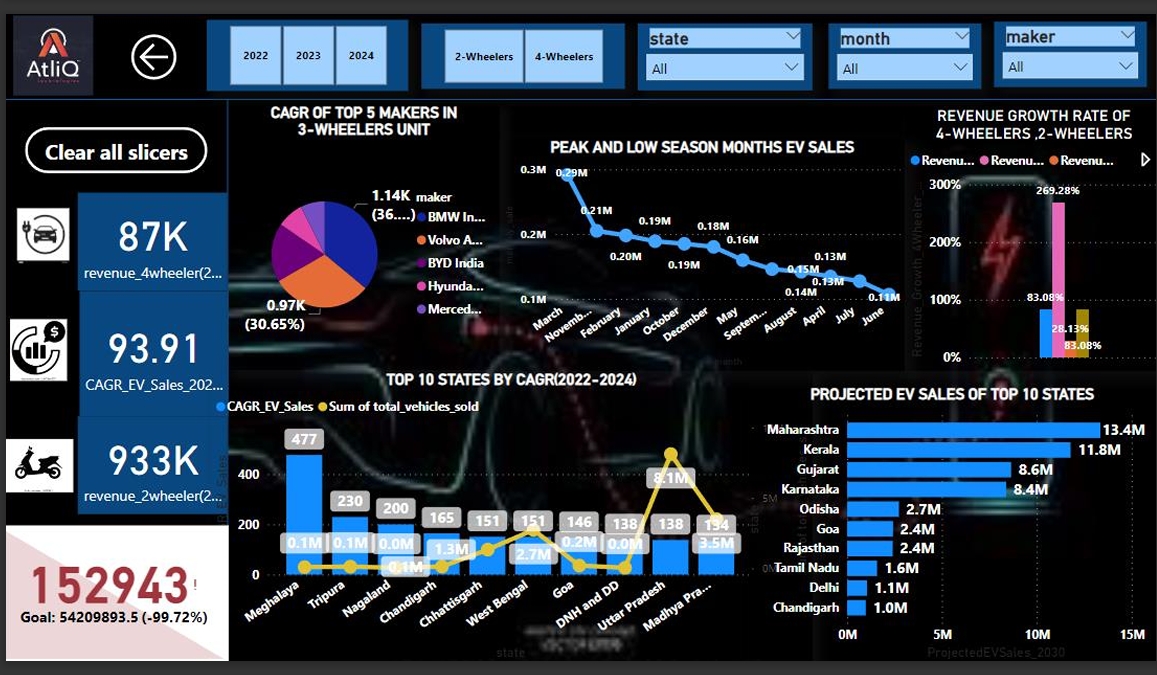 AtliQ
technologies
2022
2023
2024
2-Wheelers
4-Wheelers
state
All
month
All
maker
All
Clear all slicers
87K
revenue_4wheeler(2...
93.91
CAGR_EV_Sales_202...
933K
revenue_2wheeler(2...
152943!
Goal: 54209893.5 (-99.72%)
CAGR OF TOP 5 MAKERS IN
3-WHEELERS UNIT
1.14K
(36....)
0.97K
(30.65%)
maker
BMW In...
Volvo A...
BYD India
Hyunda...
Merced...
PEAK AND LOW SEASON MONTHS EV SALES
0.3M
0.2M
0.1M
0.29M
0.21M
0.20M
0.19M
0.19M
0.18M
0.16M
0.15M
0.14M
0.13M
0.13M
0.11M
March
Novemb...
February
January
October
December
May
Septem...
August
April
July
June
REVENUE GROWTH RATE OF
4-WHEELERS ,2-WHEELERS
Revenu...
Revenu...
Revenu...
300%
200%
100%
0%
83.08%
269.28%
28.13%
83.08%
TOP 10 STATES BY CAGR(2022-2024)
CAGR_EV_Sales
Sum of total_vehicles_sold
400
200
0
477
230
200
165
151
151
146
138
138
134
0.1M
0.1M
0.0M
0.1M
1.3M
2.7M
0.2M
0.0M
8.1M
3.5M
5M
0M
Meghalaya
Tripura
Nagaland
Chandigarh
Chhattisgarh
West Bengal
Goa
DNH and DD
Uttar Pradesh
Madhya Pra...
state
PROJECTED EV SALES OF TOP 10 STATES
Maharashtra 13.4M
Kerala 11.8M
Gujarat 8.6M
Karnataka 8.4M
Odisha 2.7M
Goa 2.4M
Rajasthan 2.4M
Tamil Nadu 1.6M
Delhi 1.1M
Chandigarh 1.0M
0M
5M
10M
15M
ProjectedEVSales_2030